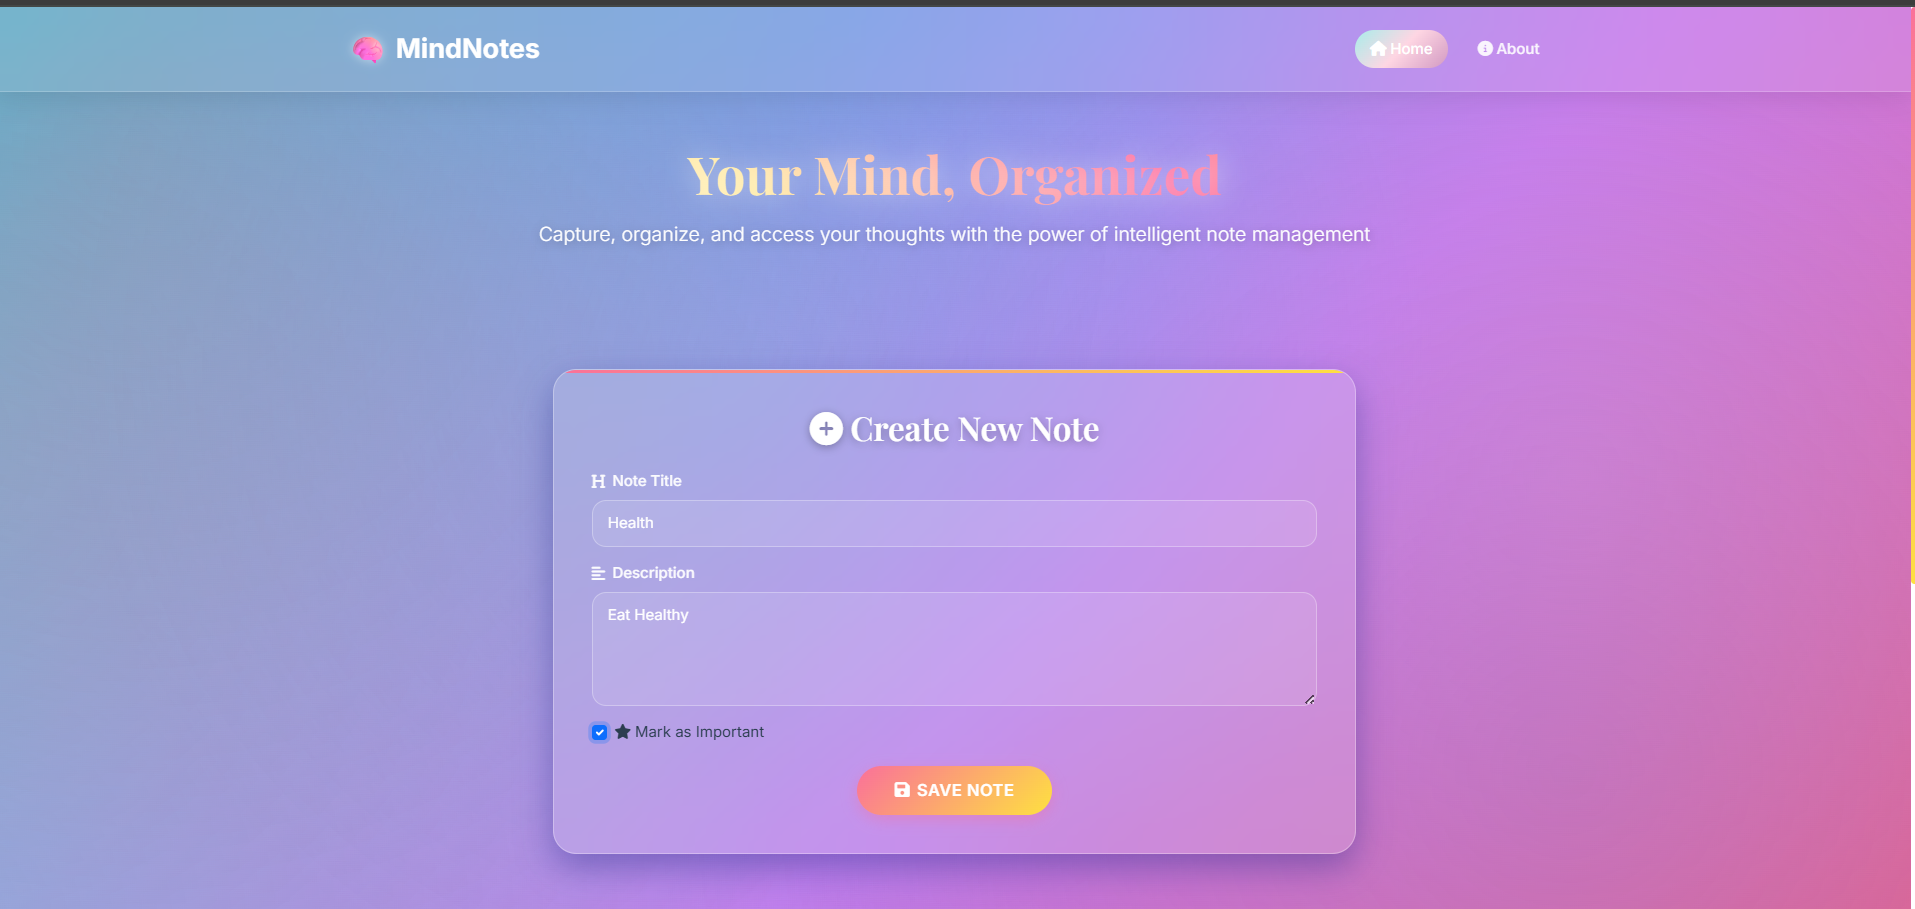 MindNotes
Home
About
Your Mind, Organized
Capture, organize, and access your thoughts with the power of intelligent note management
Create New Note
Note Title
Health
Description
Eat Healthy
Mark as Important
SAVE NOTE